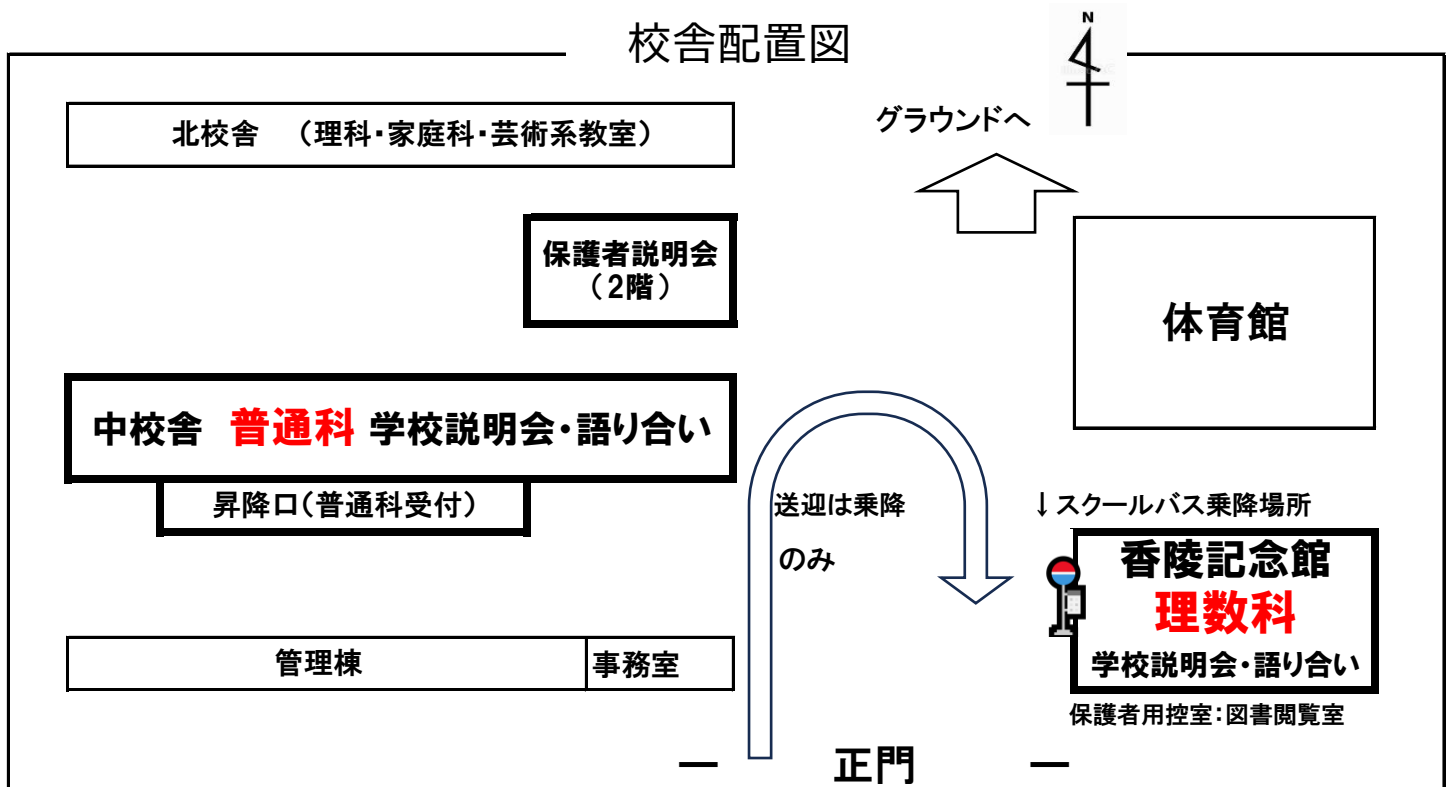 校舎配置図
N
北校舎　（理科・家庭科・芸術系教室）
グラウンドへ
保護者説明会
（2階）
体育館
中校舎 普通科 学校説明会・語り合い
昇降口（普通科受付）
送迎は乗降
のみ
↓スクールバス乗降場所
香陵記念館
理数科
学校説明会・語り合い
管理棟
事務室
保護者用控室：図書閲覧室
正門